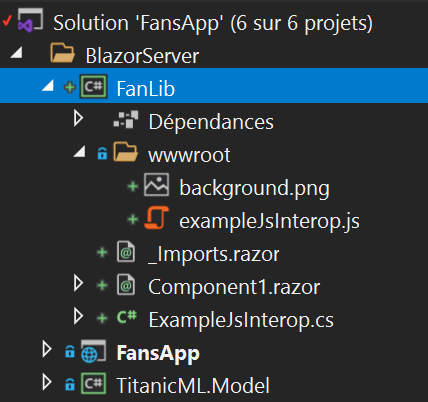 Solution 'FansApp' (6 sur 6 projets)
BlazorServer
C# FanLib
Dépendances
wwwroot
background.png
exampleJsInterop.js
@ _Imports.razor
@ Component1.razor
C# ExampleJsInterop.cs
FansApp
C# TitanicML.Model